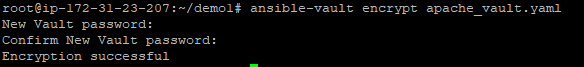 root@ip-172-31-23-207:~/demo1# ansible-vault encrypt apache_vault.yaml
New Vault password:
Confirm New Vault password:
Encryption successful